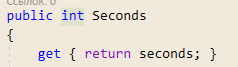 Ссылок: 0
public int Seconds
{
get { return seconds; }